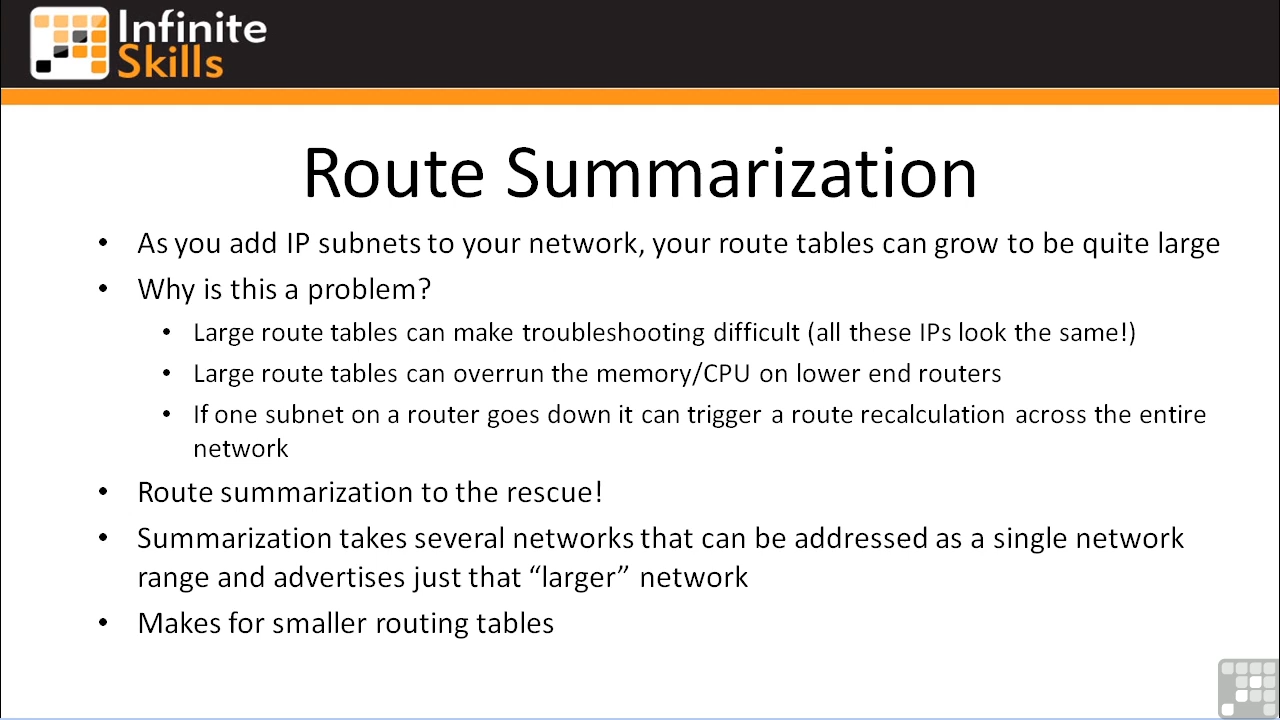 Infinite
Skills
Route Summarization
• As you add IP subnets to your network, your route tables can grow to be quite large
• Why is this a problem?
• Large route tables can make troubleshooting difficult (all these IPs look the same!)
• Large route tables can overrun the memory/CPU on lower end routers
• If one subnet on a router goes down it can trigger a route recalculation across the entire
network
• Route summarization to the rescue!
• Summarization takes several networks that can be addressed as a single network
range and advertises just that “larger” network
• Makes for smaller routing tables